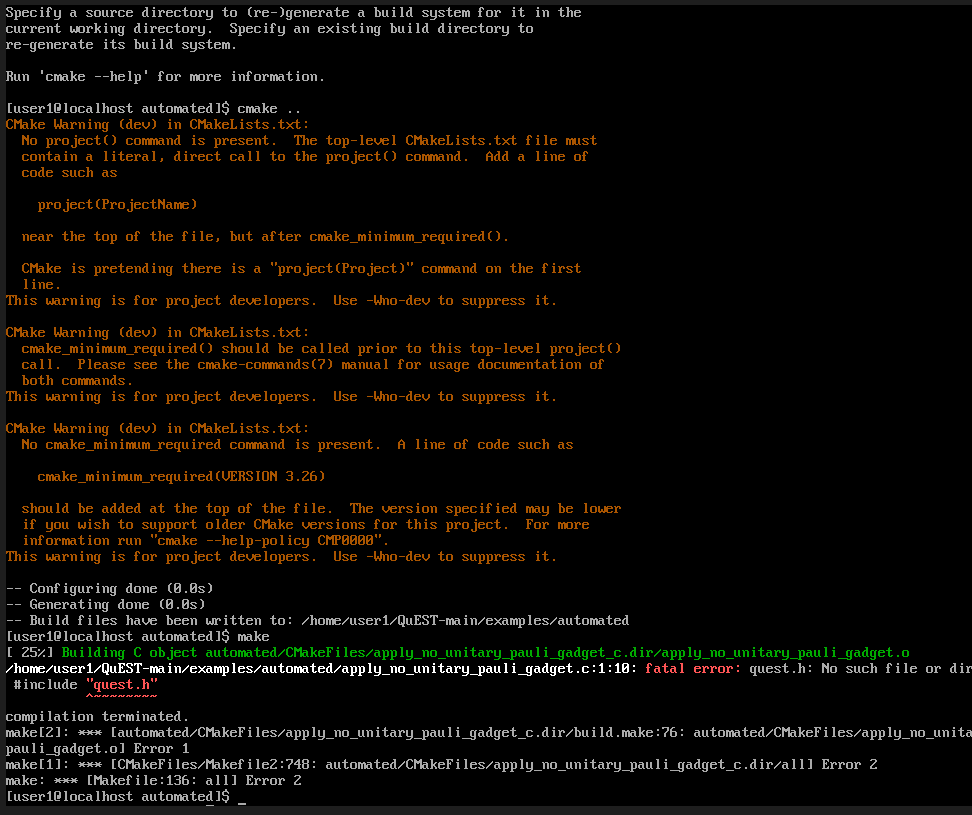 Specify a source directory to (re-)generate a build system for it in the
current working directory.  Specify an existing build directory to
re-generate its build system.
Run 'cmake --help' for more information.
[user1@localhost automated]$ cmake ..
CMake Warning (dev) in CMakeLists.txt:
  No project() command is present.  The top-level CMakeLists.txt file must
  contain a literal, direct call to the project() command.  Add a line of
  code such as
    project(ProjectName)
  near the top of the file, but after cmake_minimum_required().
  CMake is pretending there is a "project(Project)" command on the first
  line.
This warning is for project developers.  Use -Wno-dev to suppress it.
CMake Warning (dev) in CMakeLists.txt:
  cmake_minimum_required() should be called prior to this top-level project()
  call.  Please see the cmake-commands(7) manual for usage documentation of
  both commands.
This warning is for project developers.  Use -Wno-dev to suppress it.
CMake Warning (dev) in CMakeLists.txt:
  No cmake_minimum_required command is present.  A line of code such as
    cmake_minimum_required(VERSION 3.26)
  should be added at the top of the file.  The version specified may be lower
  if you wish to support older CMake versions for this project.  For more
  information run "cmake --help-policy CMP0000".
This warning is for project developers.  Use -Wno-dev to suppress it.
-- Configuring done (0.0s)
-- Generating done (0.0s)
-- Build files have been written to: /home/user1/QuEST-main/examples/automated
[user1@localhost automated]$ make
[ 25%] Building C object automated/CMakeFiles/apply_no_unitary_pauli_gadget_c.dir/apply_no_unitary_pauli_gadget.o
/home/user1/QuEST-main/examples/automated/apply_no_unitary_pauli_gadget.c:1:10: fatal error: quest.h: No such file or dir
 #include "quest.h"
          ^~~~~~~~~
compilation terminated.
make[2]: *** [automated/CMakeFiles/apply_no_unitary_pauli_gadget_c.dir/build.make:76: automated/CMakeFiles/apply_no_unita
pauli_gadget.o] Error 1
make[1]: *** [CMakeFiles/Makefile2:748: automated/CMakeFiles/apply_no_unitary_pauli_gadget_c.dir/all] Error 2
make: *** [Makefile:136: all] Error 2
[user1@localhost automated]$ _